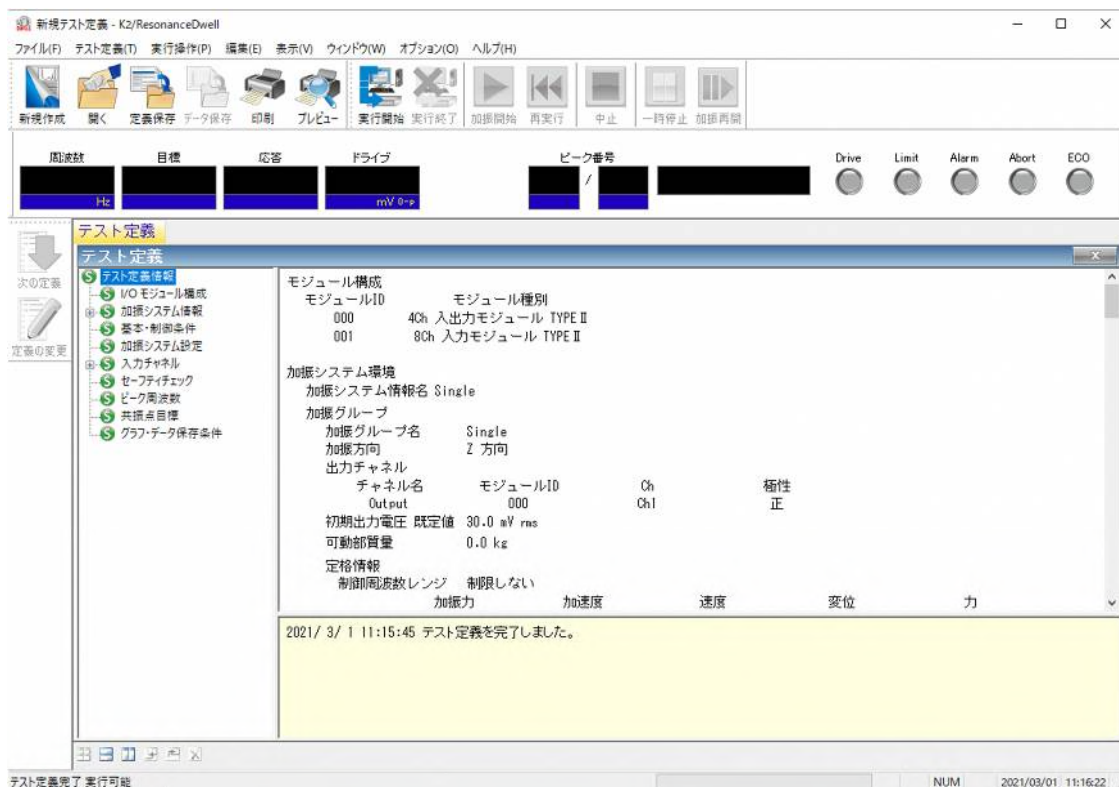 新規テスト定義 - K2/ResonanceDwell
ファイル(F) テスト定義(T) 実行操作(P) 編集(E) 表示(V) ウィンドウ(W) オプション(O) ヘルプ(H)
新規作成 開く 定義保存 データ保存 印刷 プレビュー 実行開始 実行終了 加振開始 再実行 中止 一時停止 加振再開
周波数 目標 応答 ドライブ ピーク番号 Drive Limit Alarm Abort ECO
/
Hz mV 0-p
テスト定義
テスト定義
次の定義
定義の変更
テスト定義情報
I/O モジュール構成
加振システム情報
基本・制御条件
加振システム設定
入力チャネル
セーフティチェック
ピーク周波数
共振点目標
グラフ・データ保存条件
モジュール構成
モジュールID モジュール種別
000 4Ch 入出力モジュール TYPEⅡ
001 8Ch 入力モジュール TYPEⅡ
加振システム環境
加振システム情報名 Single
加振グループ
加振グループ名 Single
加振方向 Z 方向
出力チャネル
チャネル名 モジュールID Ch 極性
Output 000 Ch1 正
初期出力電圧 既定値 30.0 mV rms
可動部質量 0.0 kg
定格情報
制御周波数レンジ 制限しない
加振力 加速度 速度 変位 力
2021/ 3/ 1 11:15:45 テスト定義を完了しました。
テスト定義完了 実行可能 NUM 2021/03/01 11:16:22